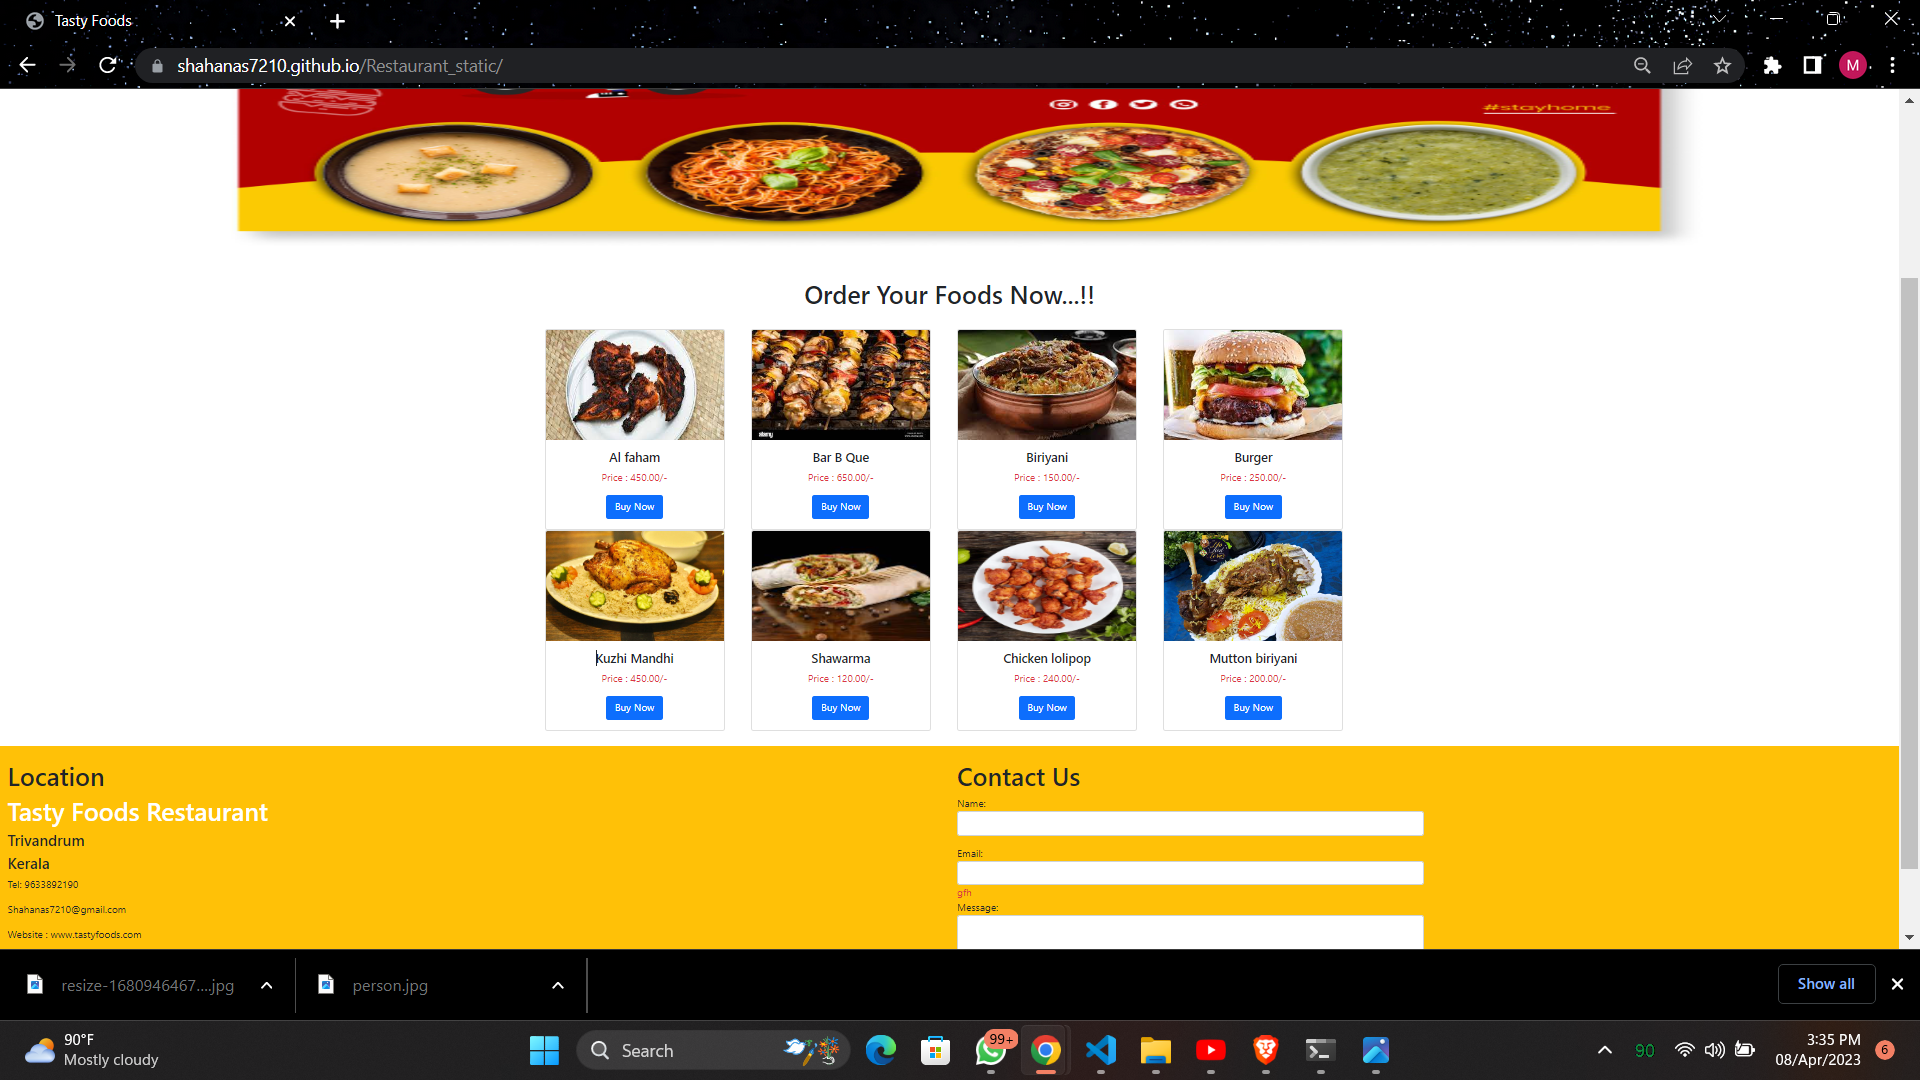 Tasty Foods
shahanas7210.github.io/Restaurant_static/
M
#stayhome
Order Your Foods Now...!!
alamy
Al faham
Bar B Que
Biriyani
Burger
Price : 450.00/-
Price : 650.00/-
Price : 150.00/-
Price : 250.00/-
Buy Now
Buy Now
Buy Now
Buy Now
Kuzhi Mandhi
Shawarma
Chicken lolipop
Mutton biriyani
Price : 450.00/-
Price : 120.00/-
Price : 240.00/-
Price : 200.00/-
Buy Now
Buy Now
Buy Now
Buy Now
Location
Tasty Foods Restaurant
Trivandrum
Kerala
Tel: 9633892190
Shahanas7210@gmail.com
Website : www.tastyfoods.com
Contact Us
Name:
Email:
gfh
Message:
resize-1680946467....jpg
person.jpg
Show all
90°F
Mostly cloudy
Search
99+
90
3:35 PM
08/Apr/2023
6